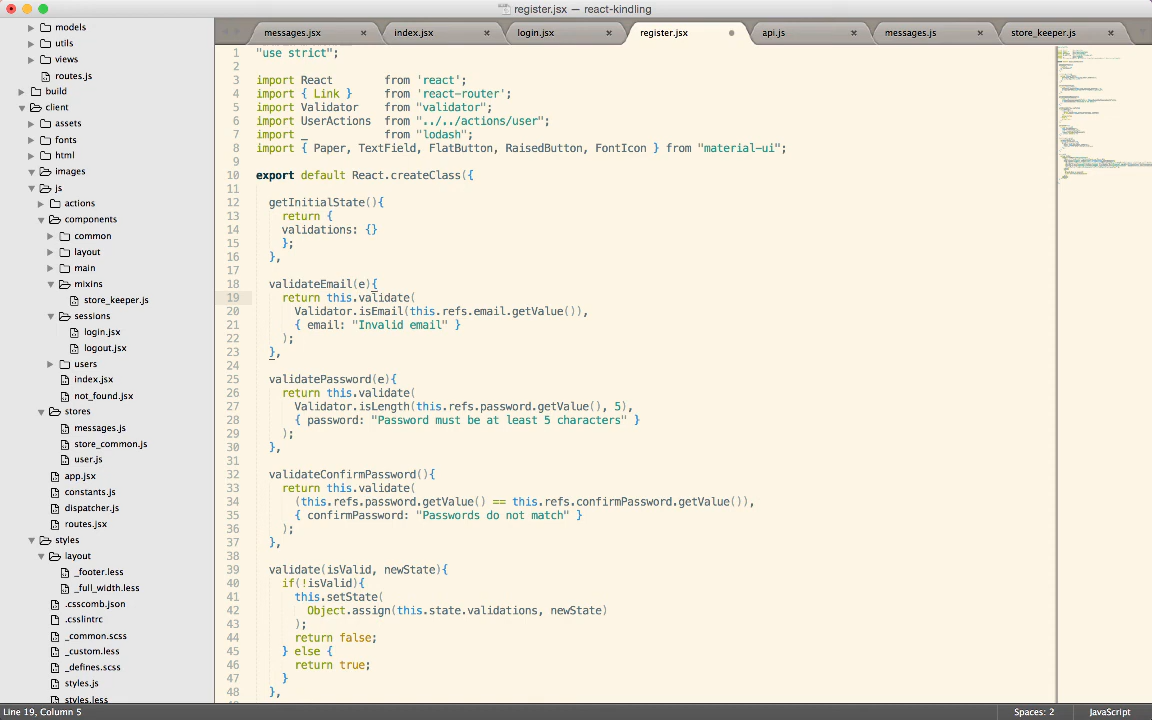 register.jsx — react-kindling
messages.jsx × index.jsx × login.jsx × register.jsx api.js × messages.js × store_keeper.js ×
models
utils
views
routes.js
build
client
assets
fonts
html
images
js
actions
components
common
layout
main
mixins
store_keeper.js
sessions
login.jsx
logout.jsx
users
index.jsx
not_found.jsx
stores
messages.js
store_common.js
user.js
app.jsx
constants.js
dispatcher.js
routes.jsx
styles
layout
_footer.less
_full_width.less
.csscomb.json
.csslintrc
_common.scss
_custom.less
_defines.scss
styles.js
styles.less
1 "use strict";
2
3 import React        from 'react';
4 import { Link }     from 'react-router';
5 import Validator    from "validator";
6 import UserActions  from "../../actions/user";
7 import _            from "lodash";
8 import { Paper, TextField, FlatButton, RaisedButton, FontIcon } from "material-ui";
9
10 export default React.createClass({
11
12   getInitialState(){
13     return {
14     validations: {}
15     };
16   },
17
18   validateEmail(e){
19     return this.validate(
20       Validator.isEmail(this.refs.email.getValue()),
21       { email: "Invalid email" }
22     );
23   },
24
25   validatePassword(e){
26     return this.validate(
27       Validator.isLength(this.refs.password.getValue(), 5),
28       { password: "Password must be at least 5 characters" }
29     );
30   },
31
32   validateConfirmPassword(){
33     return this.validate(
34       (this.refs.password.getValue() == this.refs.confirmPassword.getValue()),
35       { confirmPassword: "Passwords do not match" }
36     );
37   },
38
39   validate(isValid, newState){
40     if(!isValid){
41       this.setState(
42         Object.assign(this.state.validations, newState)
43       );
44       return false;
45     } else {
46       return true;
47     }
48   },
Line 19, Column 5
Spaces: 2
JavaScript